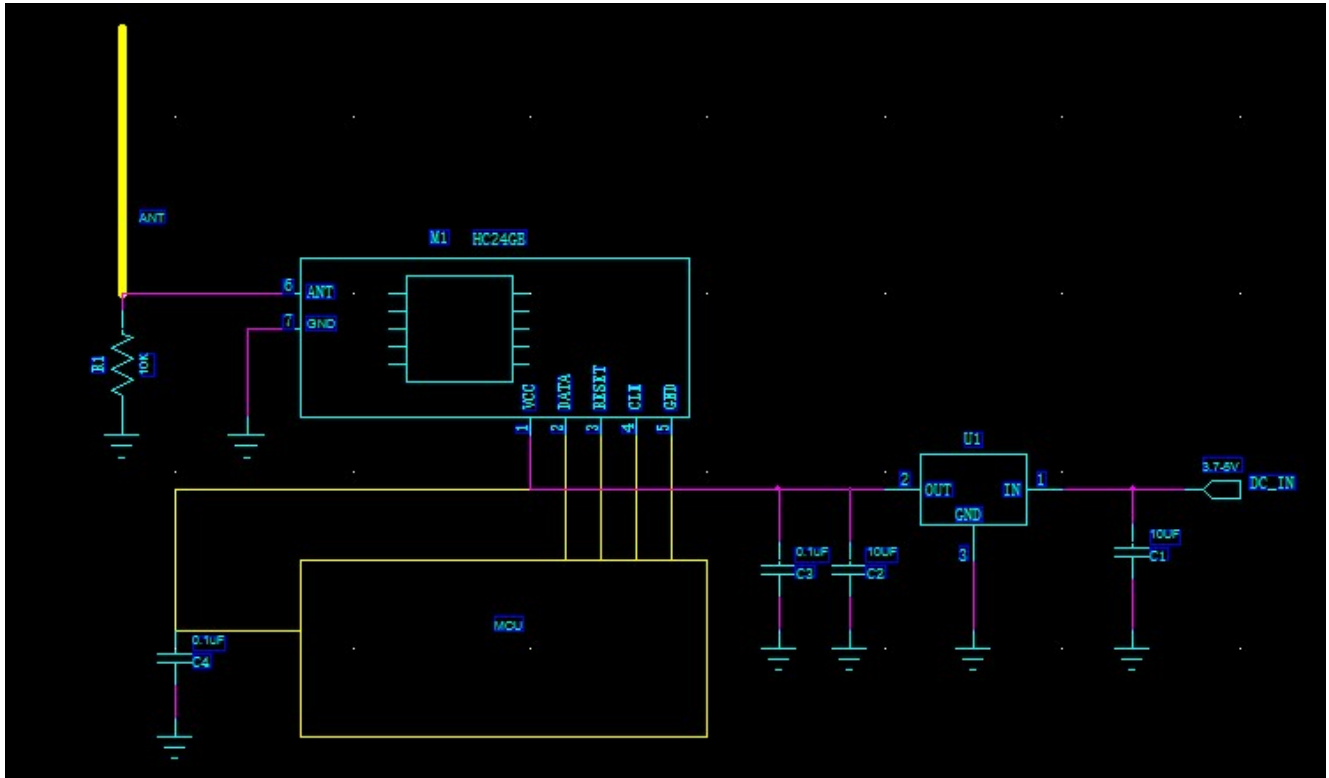 ANT
M1 HC24GB
6 ANT
7 GND
R1
10K
VCC
DATA
RESET
CLK
GND
1
2
3
4
5
U1
2 OUT
IN 1
GND
3
3.7-5V
DC_IN
10UF
C1
0.1uF
C3
10UF
C2
MCU
0.1uF
C4